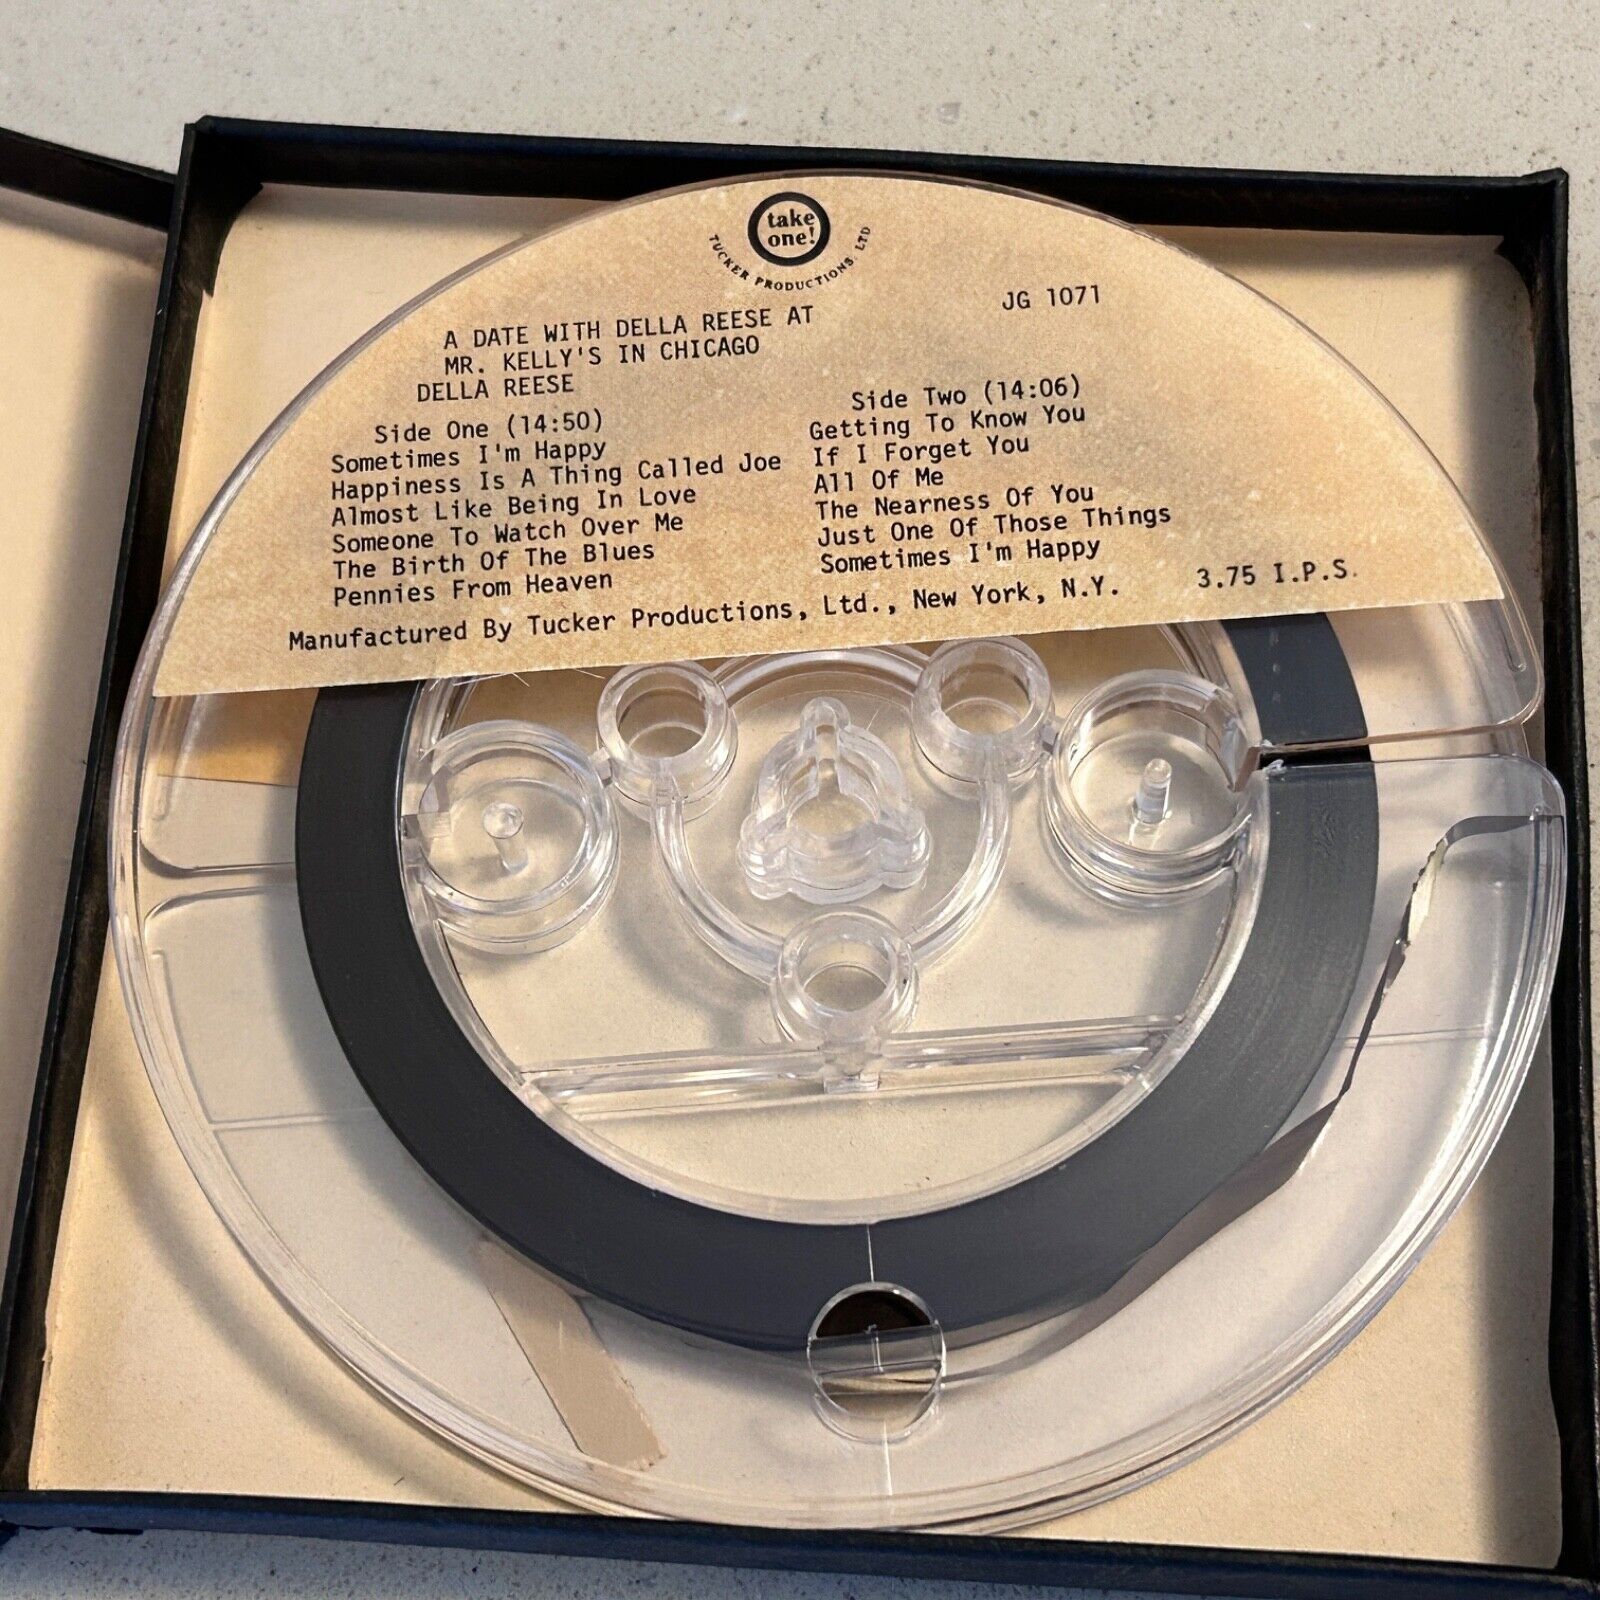 take
one!
TUCKER PRODUCTIONS, LTD
JG 1071
A DATE WITH DELLA REESE AT
MR. KELLY'S IN CHICAGO
DELLA REESE
Side One (14:50)
Sometimes I'm Happy
Happiness Is A Thing Called Joe
Almost Like Being In Love
Someone To Watch Over Me
The Birth Of The Blues
Pennies From Heaven
Side Two (14:06)
Getting To Know You
If I Forget You
All Of Me
The Nearness Of You
Just One Of Those Things
Sometimes I'm Happy
Manufactured By Tucker Productions, Ltd., New York, N.Y.
3.75 I.P.S.